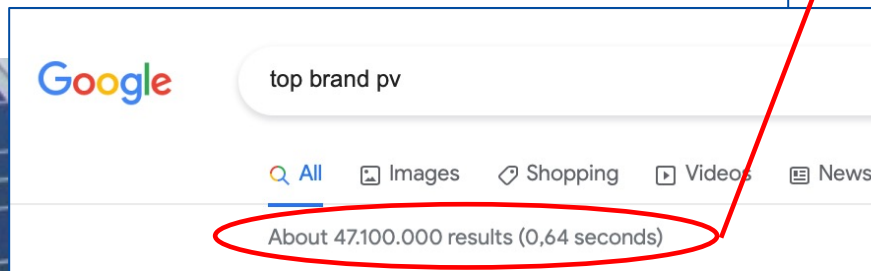 Google
top brand pv
All Images Shopping Videos News
About 47.100.000 results (0,64 seconds)